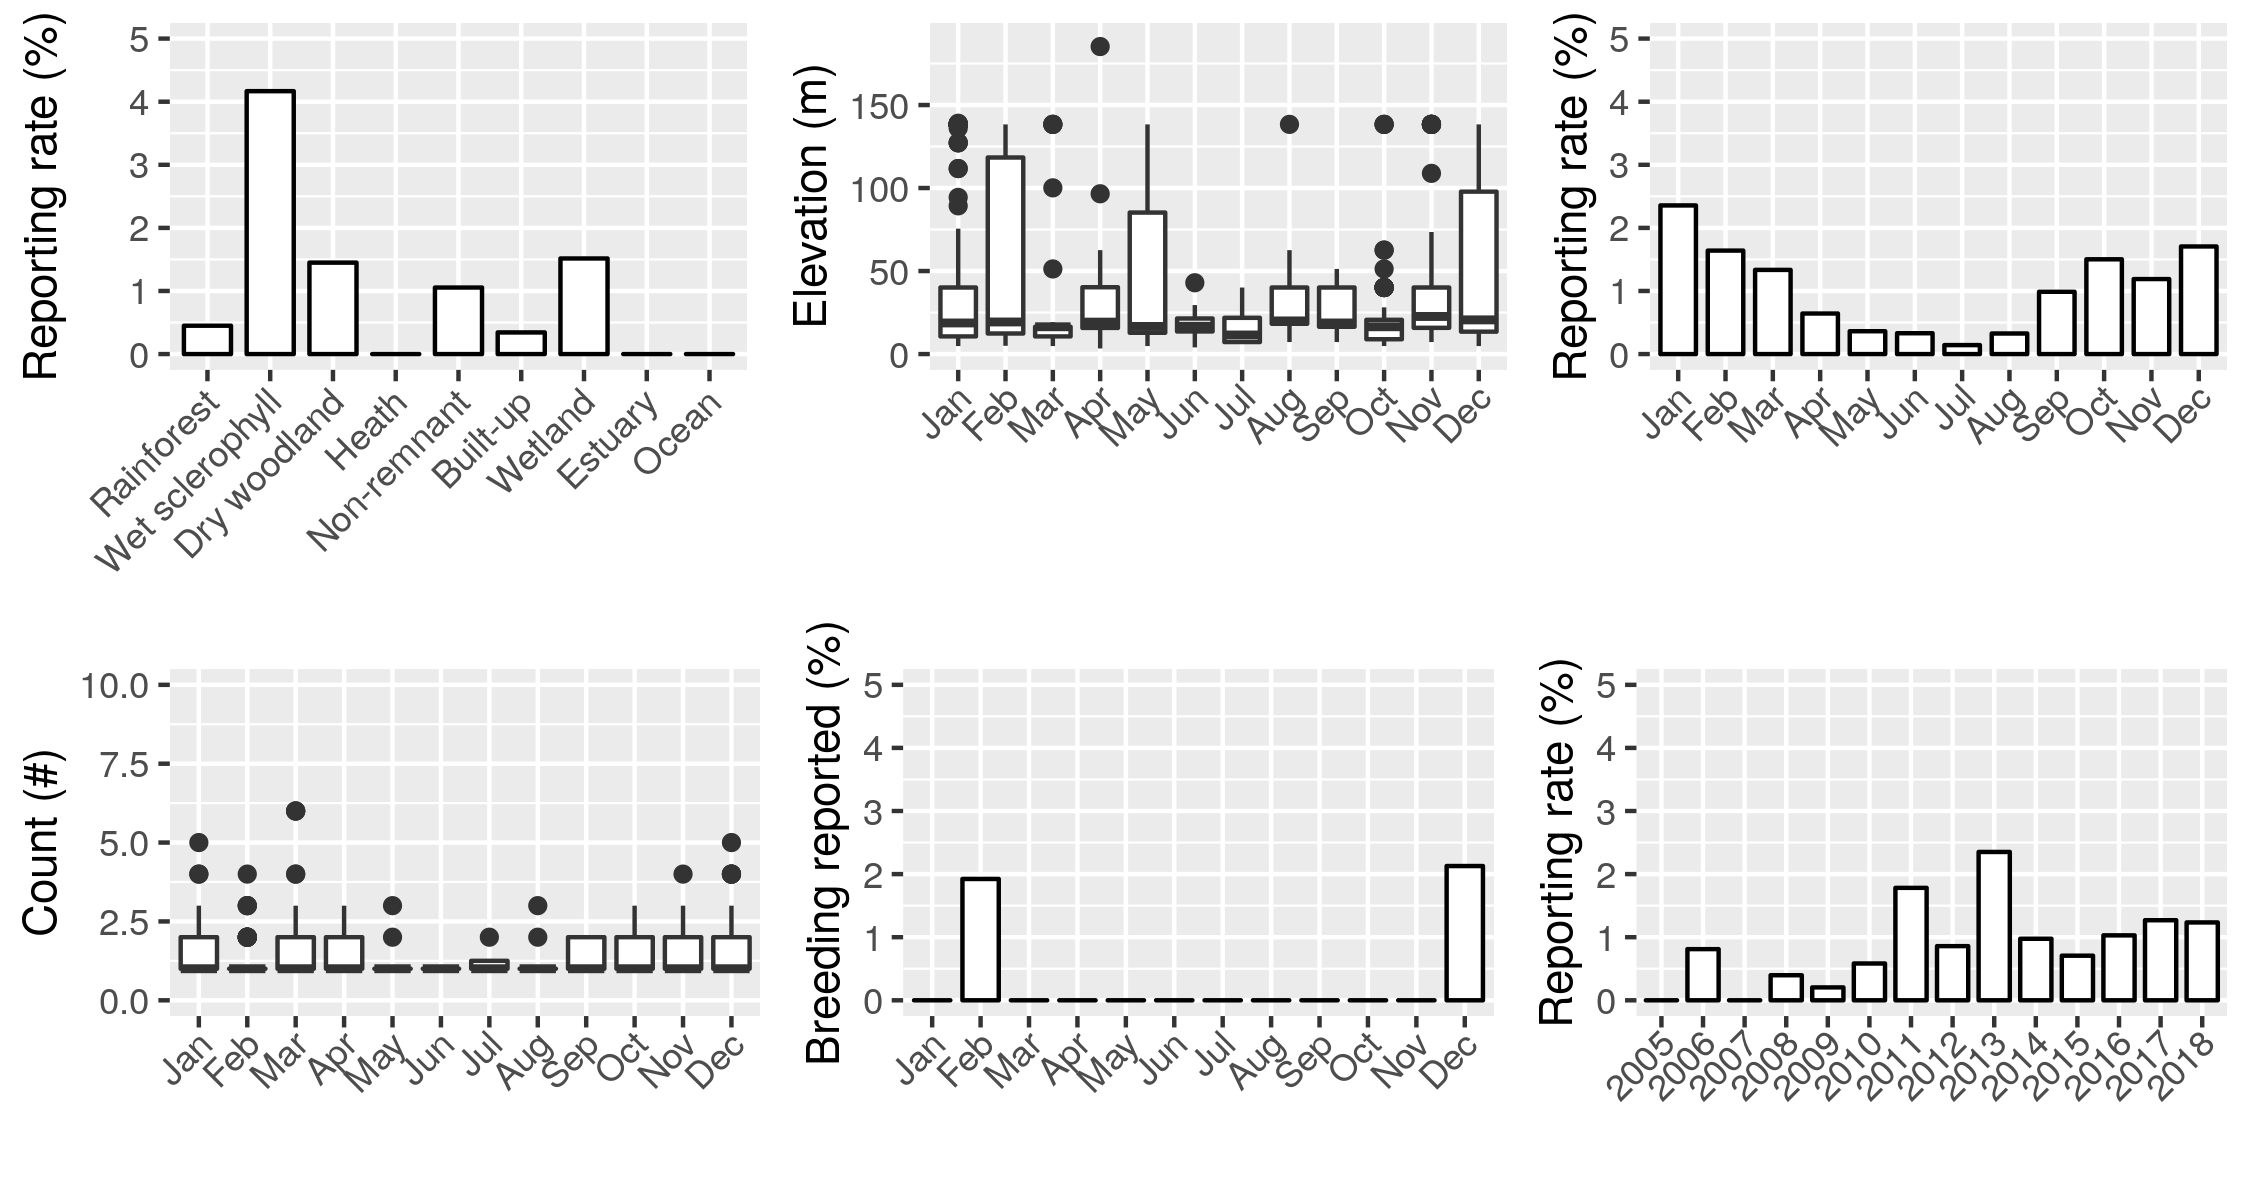 Reporting rate (%)
5
4
3
2
1
0
Rainforest
Wet sclerophyll
Dry woodland
Heath
Non-remnant
Built-up
Wetland
Estuary
Ocean
Elevation (m)
150
100
50
0
Jan
Feb
Mar
Apr
May
Jun
Jul
Aug
Sep
Oct
Nov
Dec
Reporting rate (%)
5
4
3
2
1
0
Jan
Feb
Mar
Apr
May
Jun
Jul
Aug
Sep
Oct
Nov
Dec
Count (#)
10.0
7.5
5.0
2.5
0.0
Jan
Feb
Mar
Apr
May
Jun
Jul
Aug
Sep
Oct
Nov
Dec
Breeding reported (%)
5
4
3
2
1
0
Jan
Feb
Mar
Apr
May
Jun
Jul
Aug
Sep
Oct
Nov
Dec
Reporting rate (%)
5
4
3
2
1
0
2005
2006
2007
2008
2009
2010
2011
2012
2013
2014
2015
2016
2017
2018